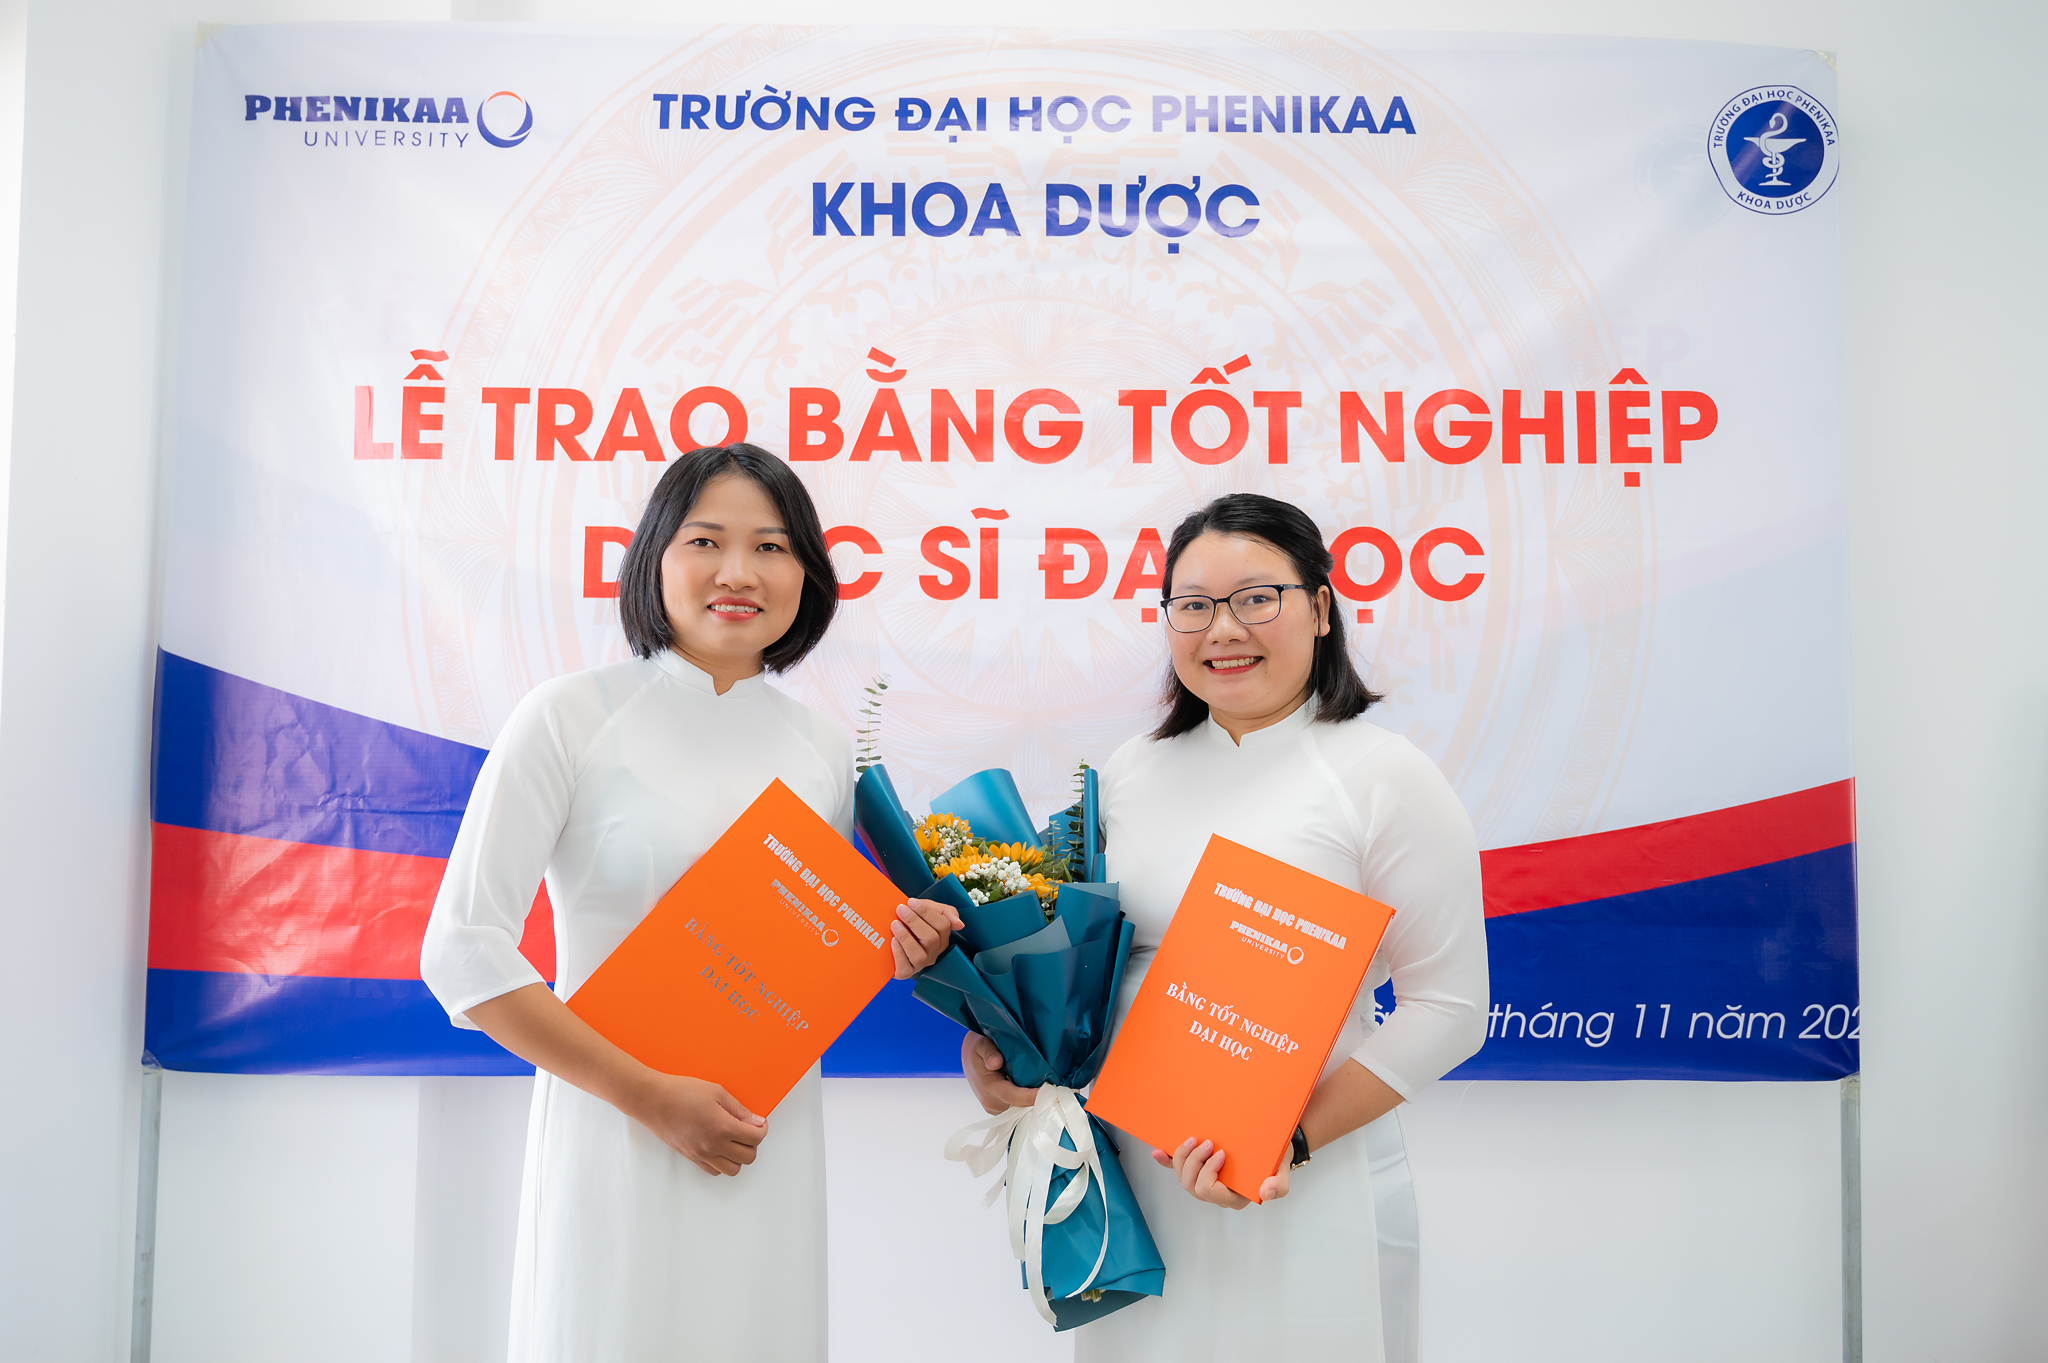 PHENIKAA
UNIVERSITY
TRƯỜNG ĐẠI HỌC PHENIKAA
KHOA DƯỢC
TRƯỜNG ĐẠI HỌC PHENIKAA
KHOA DƯỢC
LỄ TRAO BẰNG TỐT NGHIỆP
SĨ
tháng 11 năm 202
TRƯỜNG ĐẠI HỌC PHENIKAA
PHENIKAA
UNIVERSITY
BẰNG TỐT NGHIỆP
ĐẠI HỌC
TRƯỜNG ĐẠI HỌC PHENIKAA
PHENIKAA
UNIVERSITY
BẰNG TỐT NGHIỆP
ĐẠI HỌC